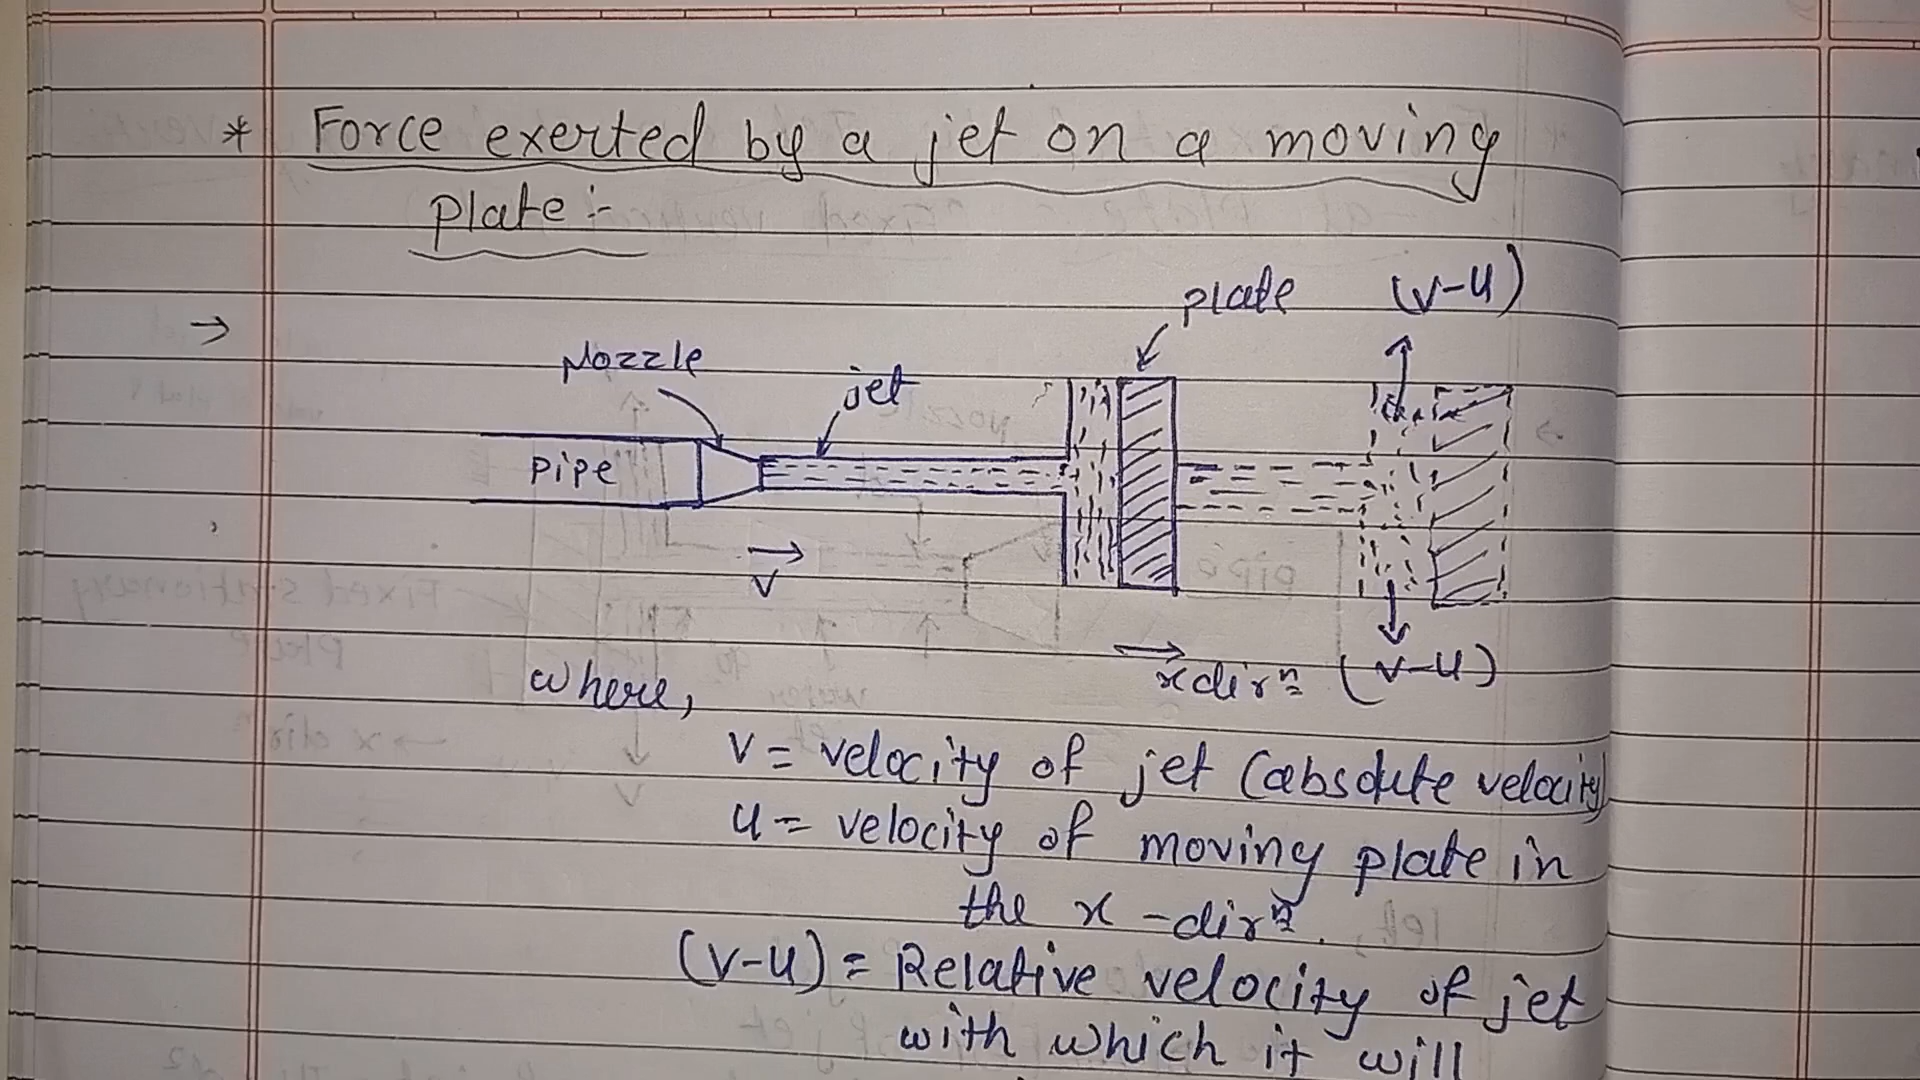 * Force exerted by a jet on a moving
plate :-
→
plate (v-u)
Nozzle jet
pipe
v
x dirn (v-u)
where,
v = velocity of jet (absolute velocity)
u = velocity of moving plate in
the x -dirn.
(v-u) = Relative velocity of jet
with which it will